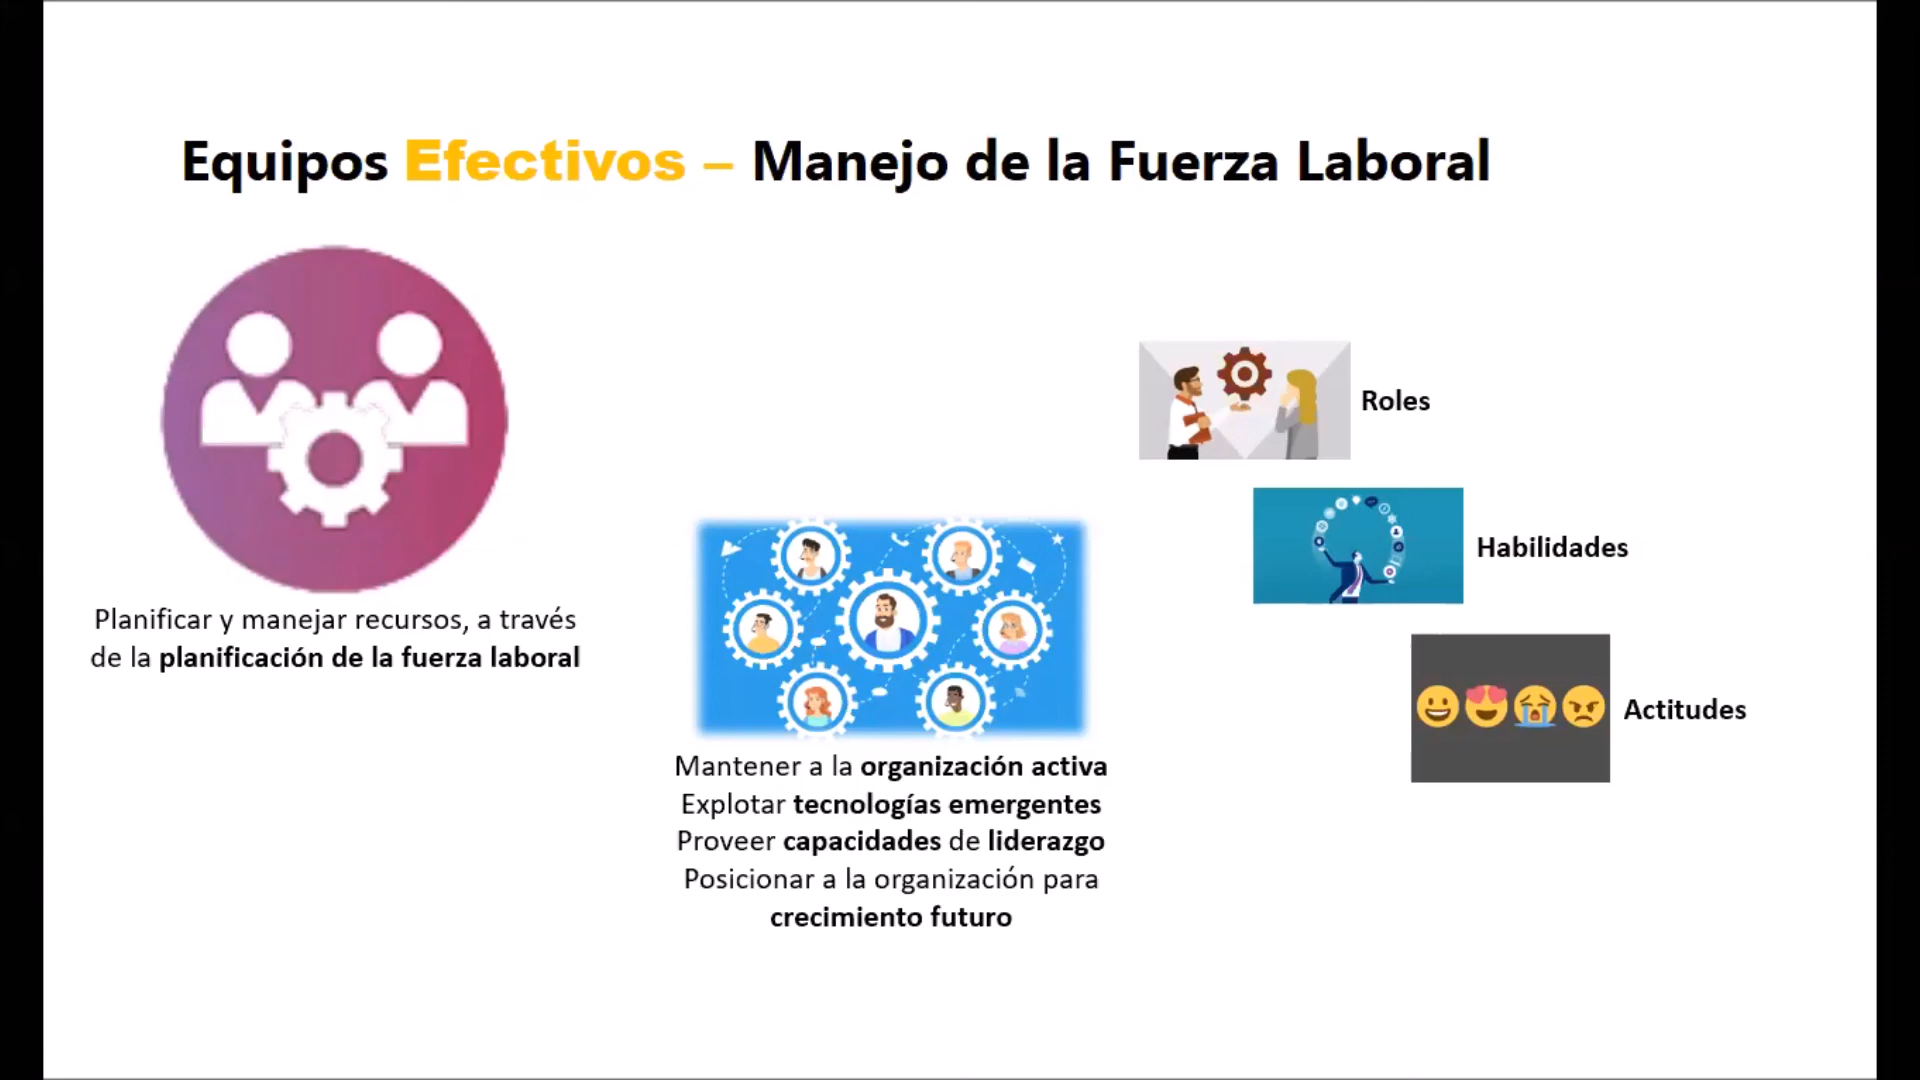 Equipos Efectivos – Manejo de la Fuerza Laboral
Planificar y manejar recursos, a través
de la planificación de la fuerza laboral
Mantener a la organización activa
Explotar tecnologías emergentes
Proveer capacidades de liderazgo
Posicionar a la organización para
crecimiento futuro
Roles
Habilidades
Actitudes